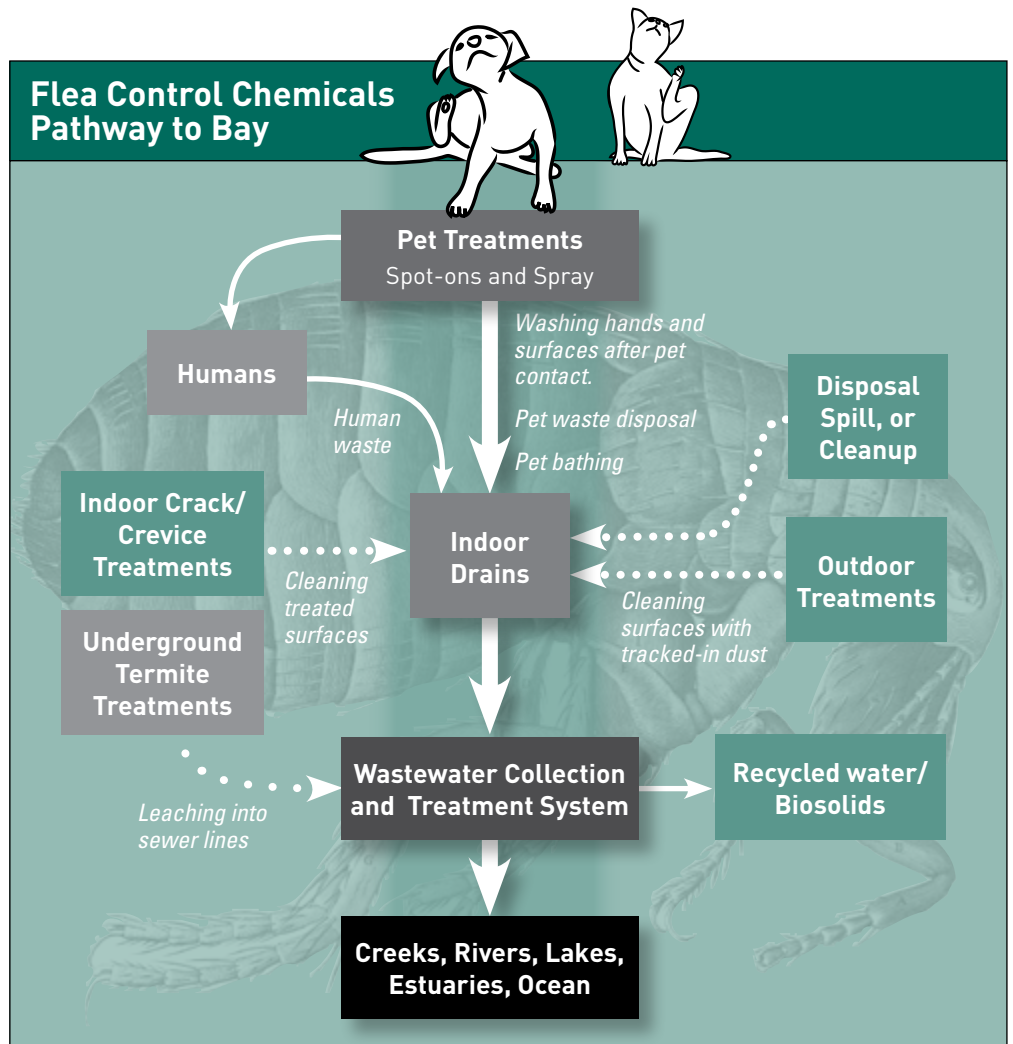 Flea Control Chemicals
Pathway to Bay
Pet Treatments
Spot-ons and Spray
Washing hands and
surfaces after pet
contact.
Pet waste disposal
Pet bathing
Humans
Human
waste
Disposal
Spill, or
Cleanup
Indoor Crack/
Crevice
Treatments
Cleaning
treated
surfaces
Indoor
Drains
Outdoor
Treatments
Cleaning
surfaces with
tracked-in dust
Underground
Termite
Treatments
Leaching into
sewer lines
Wastewater Collection
and Treatment System
Recycled water/
Biosolids
Creeks, Rivers, Lakes,
Estuaries, Ocean